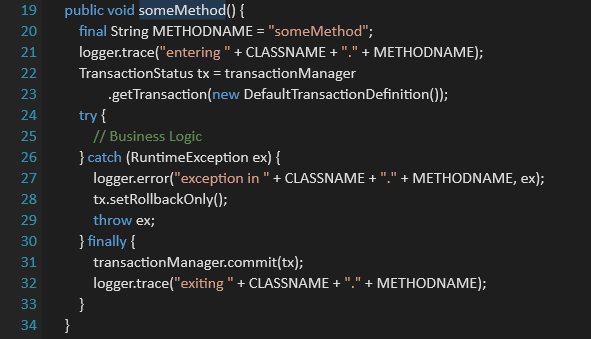 19 public void someMethod() {
20 final String METHODNAME = "someMethod";
21 logger.trace("entering " + CLASSNAME + "." + METHODNAME);
22 TransactionStatus tx = transactionManager
23 .getTransaction(new DefaultTransactionDefinition());
24 try {
25 // Business Logic
26 } catch (RuntimeException ex) {
27 logger.error("exception in " + CLASSNAME + "." + METHODNAME, ex);
28 tx.setRollbackOnly();
29 throw ex;
30 } finally {
31 transactionManager.commit(tx);
32 logger.trace("exiting " + CLASSNAME + "." + METHODNAME);
33 }
34 }